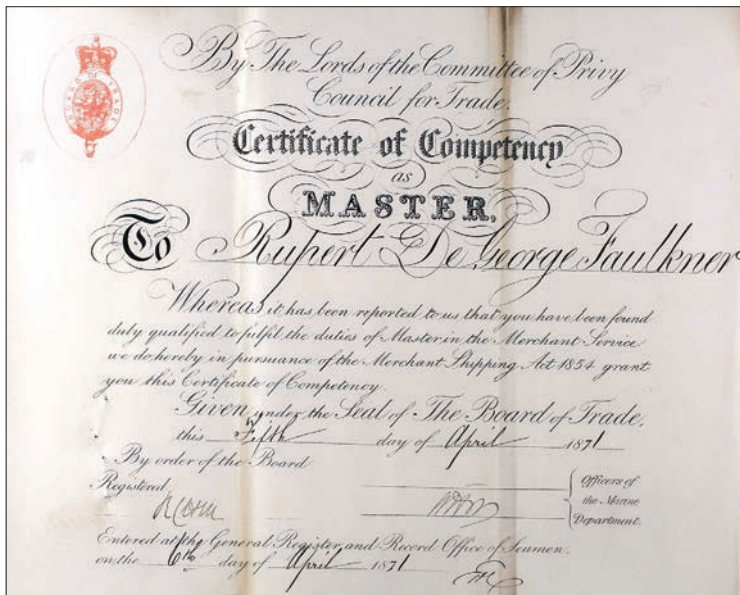 BOARD OF TRADE
By The Lords of the Committee of Privy
Council for Trade.
Certificate of Competency
as
MASTER,
To Rupert De George Faulkner
Whereas it has been reported to us that you have been found
duly qualified to fulfil the duties of Master in the Merchant Service
we do hereby in pursuance of the Merchant Shipping Act 1854 grant
you this Certificate of Competency.
Given under the Seal of The Board of Trade.
this Fifth day of April 1871
By order of the Board
Registered
Officers of
the Marine
Department.
Entered at the General Register and Record Office of Seamen.
on the 6th day of April 1871